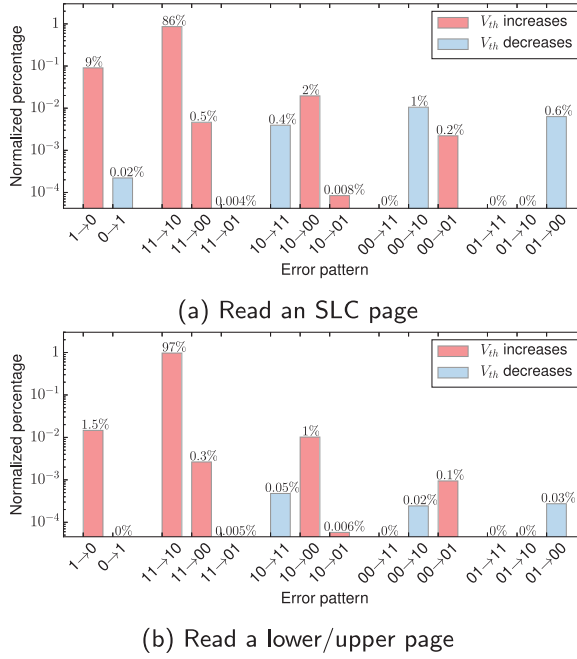 V_th increases
V_th decreases
Normalized percentage
1
10⁻¹
10⁻²
10⁻³
10⁻⁴
9% 0.02% 86% 0.5% 0.004% 0.4% 2% 0.008% 0% 1% 0.2% 0% 0% 0.6%
1→0 0→1 11→10 11→00 11→01 10→11 10→00 10→01 00→11 00→10 00→01 01→11 01→10 01→00
Error pattern
(a) Read an SLC page
V_th increases
V_th decreases
Normalized percentage
1
10⁻¹
10⁻²
10⁻³
10⁻⁴
1.5% 0% 97% 0.3% 0.005% 0.05% 1% 0.006% 0% 0.02% 0.1% 0% 0% 0.03%
1→0 0→1 11→10 11→00 11→01 10→11 10→00 10→01 00→11 00→10 00→01 01→11 01→10 01→00
Error pattern
(b) Read a lower/upper page